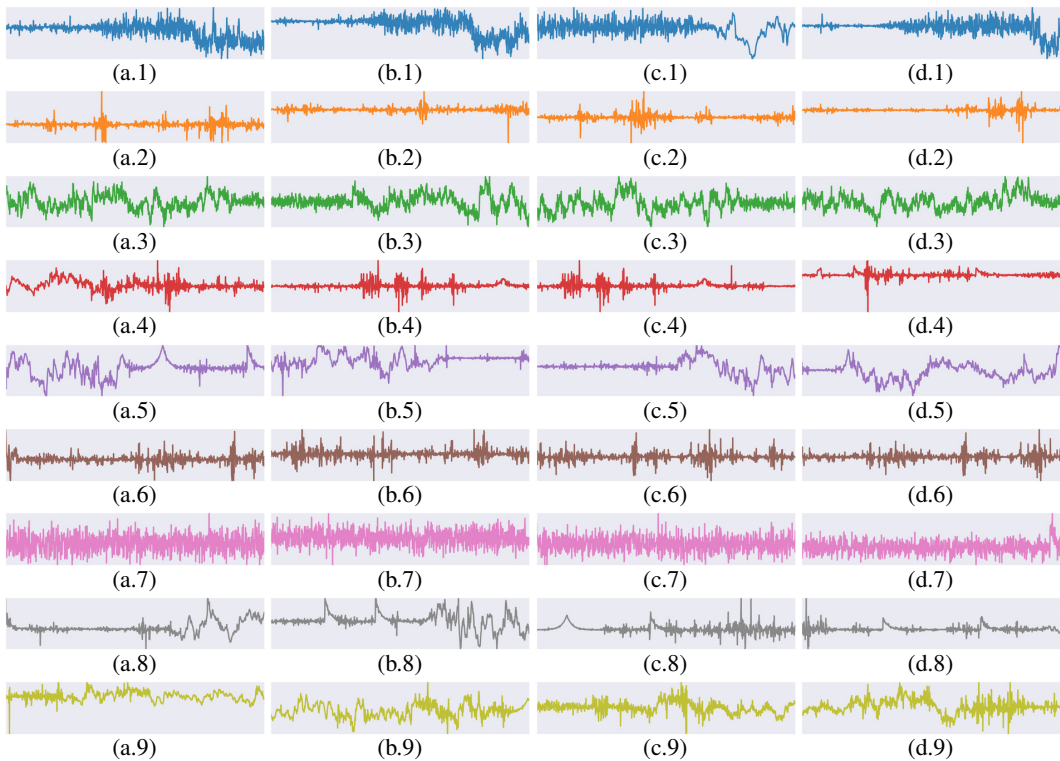 (a.1) (b.1) (c.1) (d.1)
(a.2) (b.2) (c.2) (d.2)
(a.3) (b.3) (c.3) (d.3)
(a.4) (b.4) (c.4) (d.4)
(a.5) (b.5) (c.5) (d.5)
(a.6) (b.6) (c.6) (d.6)
(a.7) (b.7) (c.7) (d.7)
(a.8) (b.8) (c.8) (d.8)
(a.9) (b.9) (c.9) (d.9)